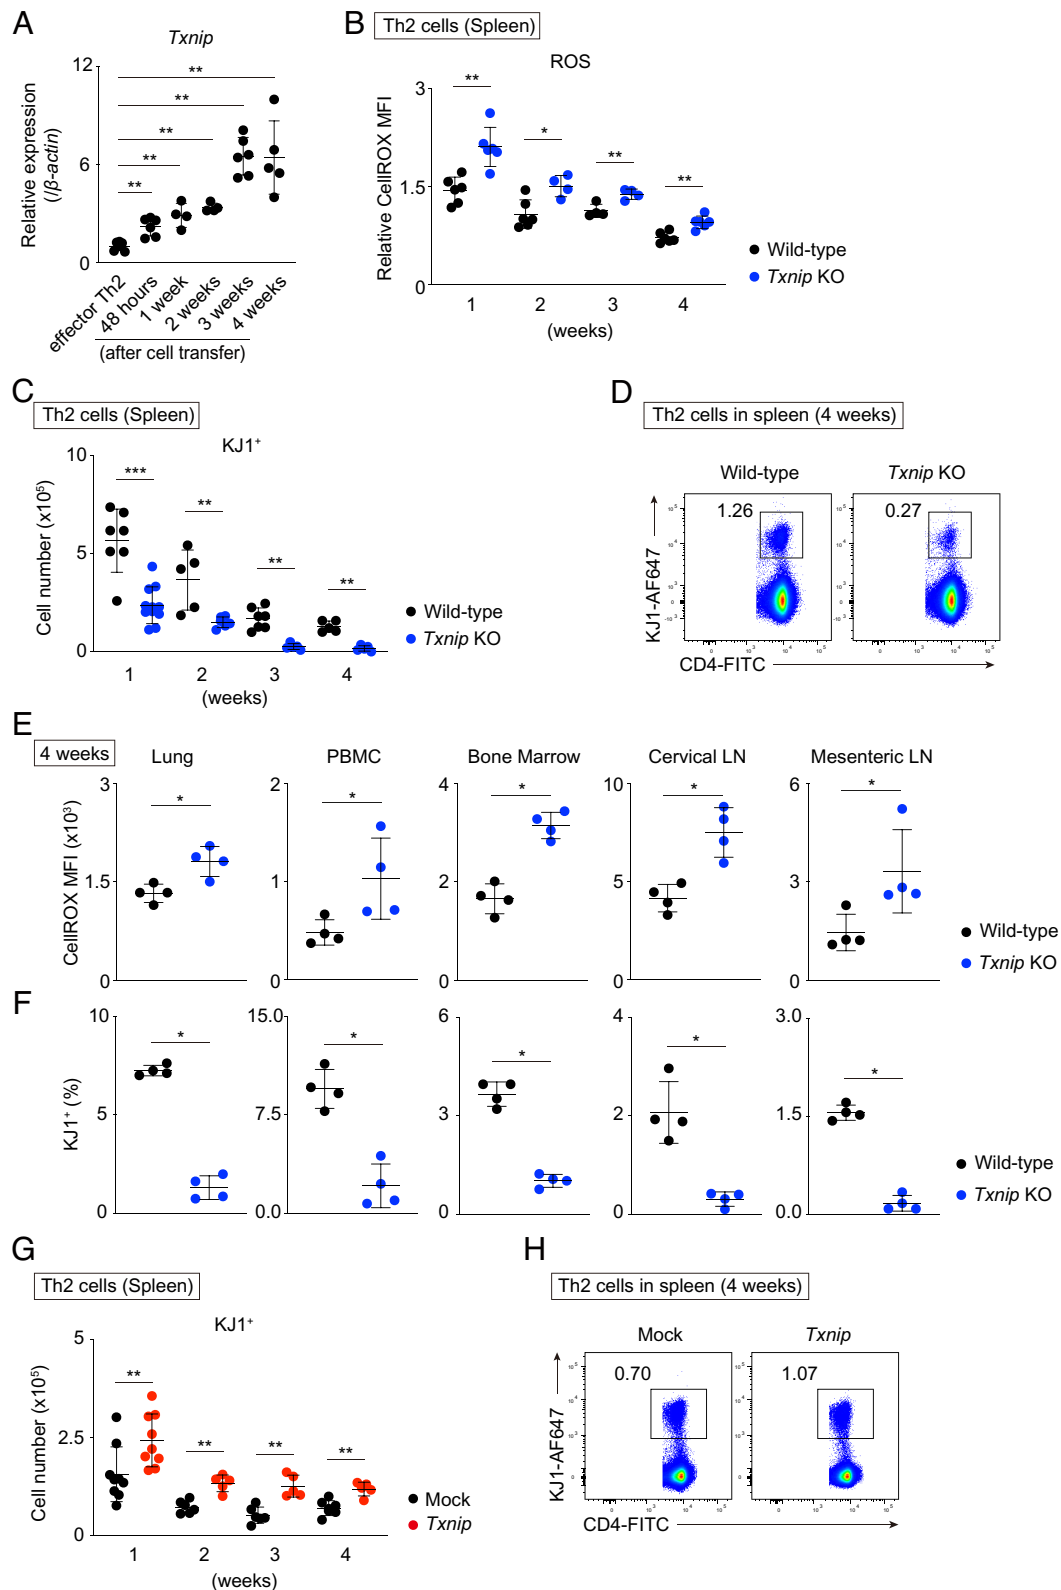 A
Txnip
Relative expression
(/β-actin)
12
6
0
**
**
**
**
**
effector Th2
48 hours
1 week
2 weeks
3 weeks
4 weeks
(after cell transfer)
B
Th2 cells (Spleen)
ROS
Relative CellROX MFI
3
1.5
0
**
*
**
**
1 2 3 4
(weeks)
Wild-type
Txnip KO
C
Th2 cells (Spleen)
KJ1+
Cell number (x10⁵)
10
5
0
***
**
**
**
1 2 3 4
(weeks)
Wild-type
Txnip KO
D
Th2 cells in spleen (4 weeks)
Wild-type Txnip KO
1.26 0.27
KJ1-AF647
CD4-FITC
E
4 weeks
Lung PBMC Bone Marrow Cervical LN Mesenteric LN
CellROX MFI (x10³)
3 2 4 10 6
1.5 1 2 5 3
0 0 0 0 0
* * * * *
Wild-type
Txnip KO
F
KJ1+ (%)
10 15.0 6 4 3.0
5 7.5 3 2 1.5
0 0.0 0 0 0.0
* * * * *
Wild-type
Txnip KO
G
Th2 cells (Spleen)
KJ1+
Cell number (x10⁵)
5
2.5
0
**
**
**
**
1 2 3 4
(weeks)
Mock
Txnip
H
Th2 cells in spleen (4 weeks)
Mock Txnip
0.70 1.07
KJ1-AF647
CD4-FITC